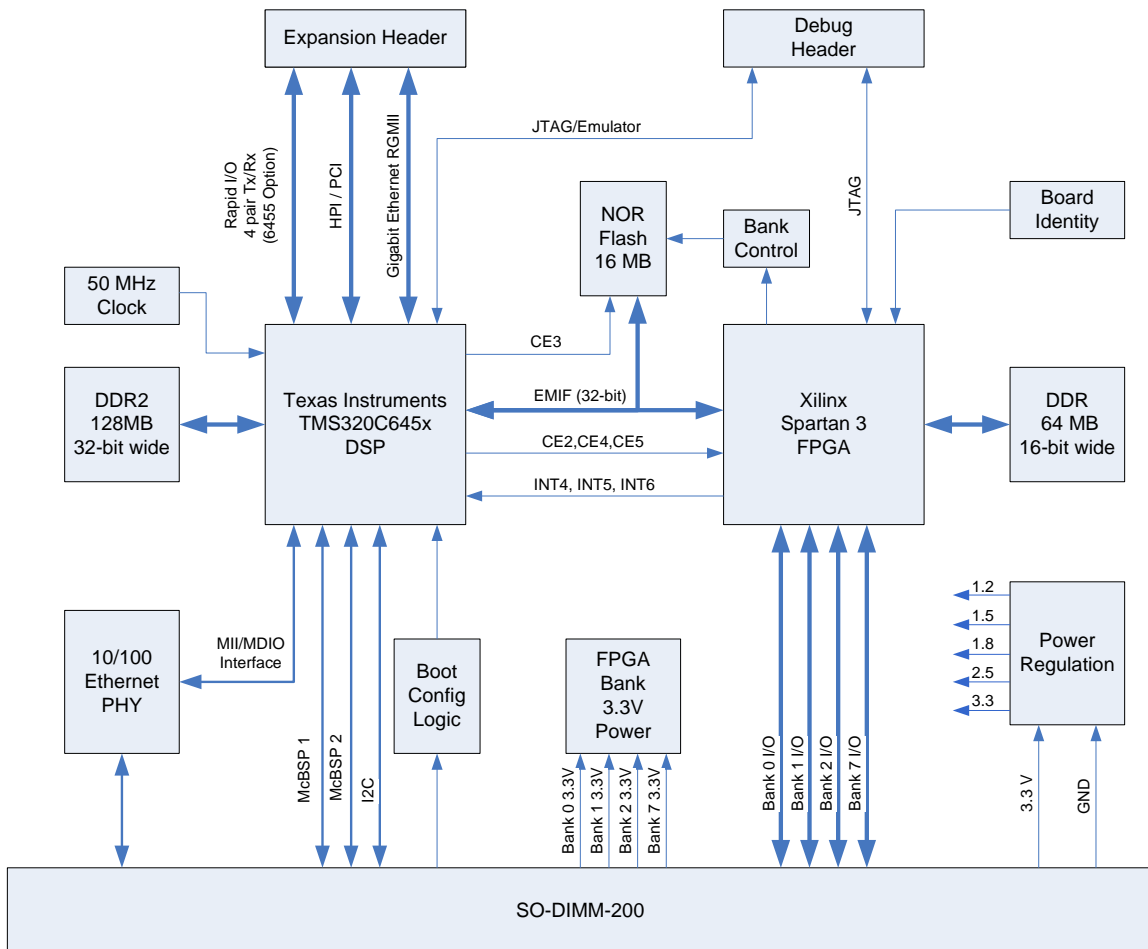 Expansion Header
Debug
Header
JTAG/Emulator
Rapid I/O
4 pair Tx/Rx
(6455 Option)
HPI / PCI
Gigabit Ethernet RGMII
JTAG
NOR
Flash
16 MB
Bank
Control
Board
Identity
50 MHz
Clock
CE3
DDR2
128MB
32-bit wide
Texas Instruments
TMS320C645x
DSP
EMIF (32-bit)
CE2,CE4,CE5
INT4, INT5, INT6
Xilinx
Spartan 3
FPGA
DDR
64 MB
16-bit wide
10/100
Ethernet
PHY
MII/MDIO
Interface
Boot
Config
Logic
FPGA
Bank
3.3V
Power
1.2
1.5
1.8
2.5
3.3
Power
Regulation
McBSP 1
McBSP 2
I2C
Bank 0 3.3V
Bank 1 3.3V
Bank 2 3.3V
Bank 7 3.3V
Bank 0 I/O
Bank 1 I/O
Bank 2 I/O
Bank 7 I/O
3.3 V
GND
SO-DIMM-200